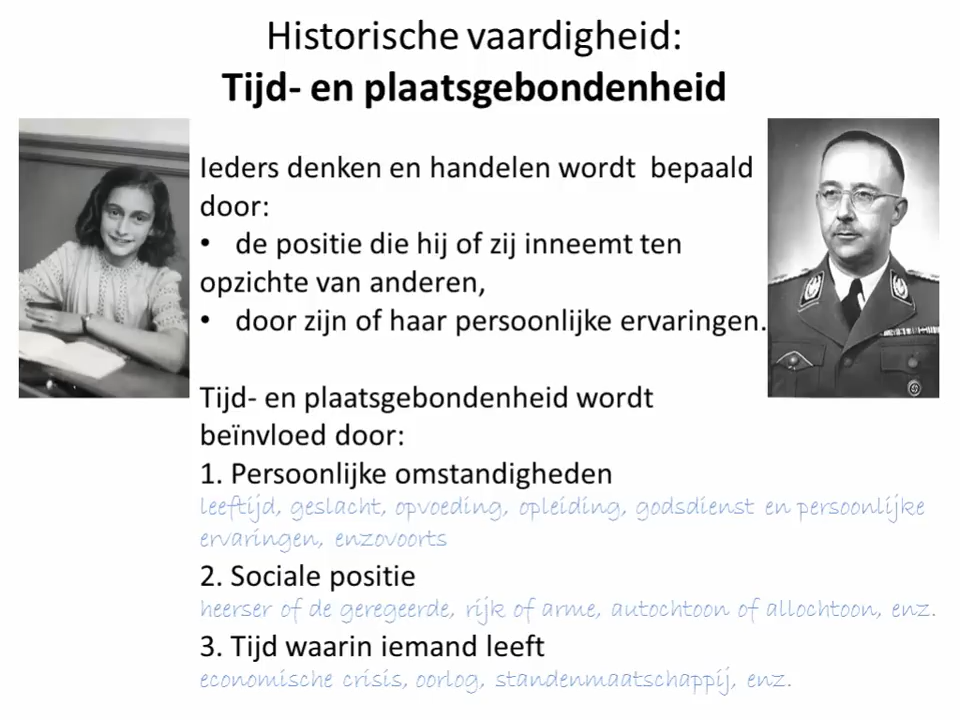 Historische vaardigheid:
Tijd- en plaatsgebondenheid
Ieders denken en handelen wordt bepaald
door:
• de positie die hij of zij inneemt ten
opzichte van anderen,
• door zijn of haar persoonlijke ervaringen.
Tijd- en plaatsgebondenheid wordt
beïnvloed door:
1. Persoonlijke omstandigheden
leeftijd, geslacht, opvoeding, opleiding, godsdienst en persoonlijke
ervaringen, enzovoorts
2. Sociale positie
heerser of de geregeerde, rijk of arme, autochtoon of allochtoon, enz.
3. Tijd waarin iemand leeft
economische crisis, oorlog, standenmaatschappij, enz.